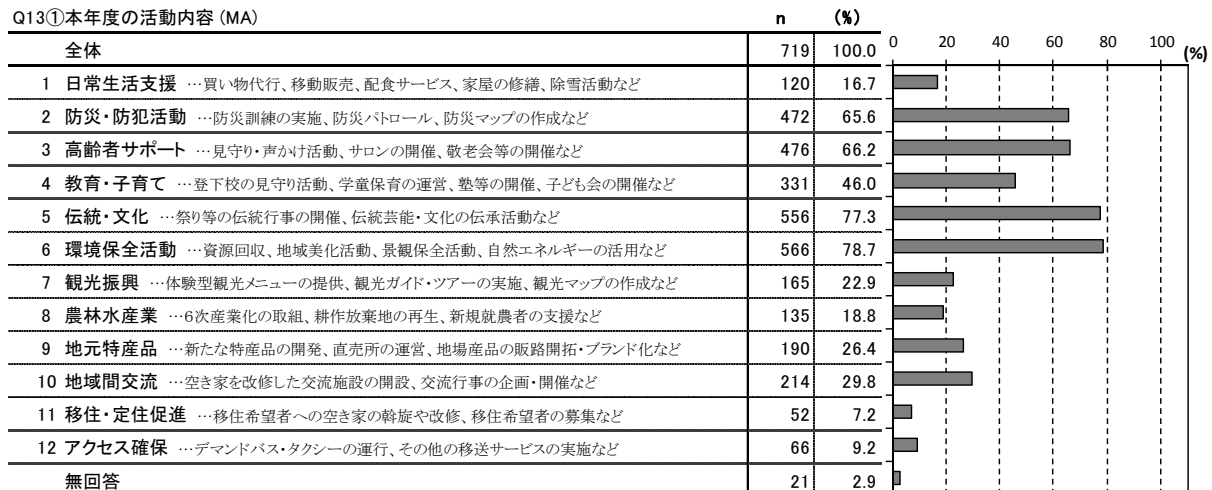 Q13①本年度の活動内容(MA) n (%)
全体 719 100.0 0 20 40 60 80 100 (%)
1 日常生活支援 …買い物代行、移動販売、配食サービス、家屋の修繕、除雪活動など 120 16.7
2 防災・防犯活動 …防災訓練の実施、防災パトロール、防災マップの作成など 472 65.6
3 高齢者サポート …見守り・声かけ活動、サロンの開催、敬老会等の開催など 476 66.2
4 教育・子育て …登下校の見守り活動、学童保育の運営、塾等の開催、子ども会の開催など 331 46.0
5 伝統・文化 …祭り等の伝統行事の開催、伝統芸能・文化の伝承活動など 556 77.3
6 環境保全活動 …資源回収、地域美化活動、景観保全活動、自然エネルギーの活用など 566 78.7
7 観光振興 …体験型観光メニューの提供、観光ガイド・ツアーの実施、観光マップの作成など 165 22.9
8 農林水産業 …6次産業化の取組、耕作放棄地の再生、新規就農者の支援など 135 18.8
9 地元特産品 …新たな特産品の開発、直売所の運営、地場産品の販路開拓・ブランド化など 190 26.4
10 地域間交流 …空き家を改修した交流施設の開設、交流行事の企画・開催など 214 29.8
11 移住・定住促進 …移住希望者への空き家の斡旋や改修、移住希望者の募集など 52 7.2
12 アクセス確保 …デマンドバス・タクシーの運行、その他の移送サービスの実施など 66 9.2
無回答 21 2.9